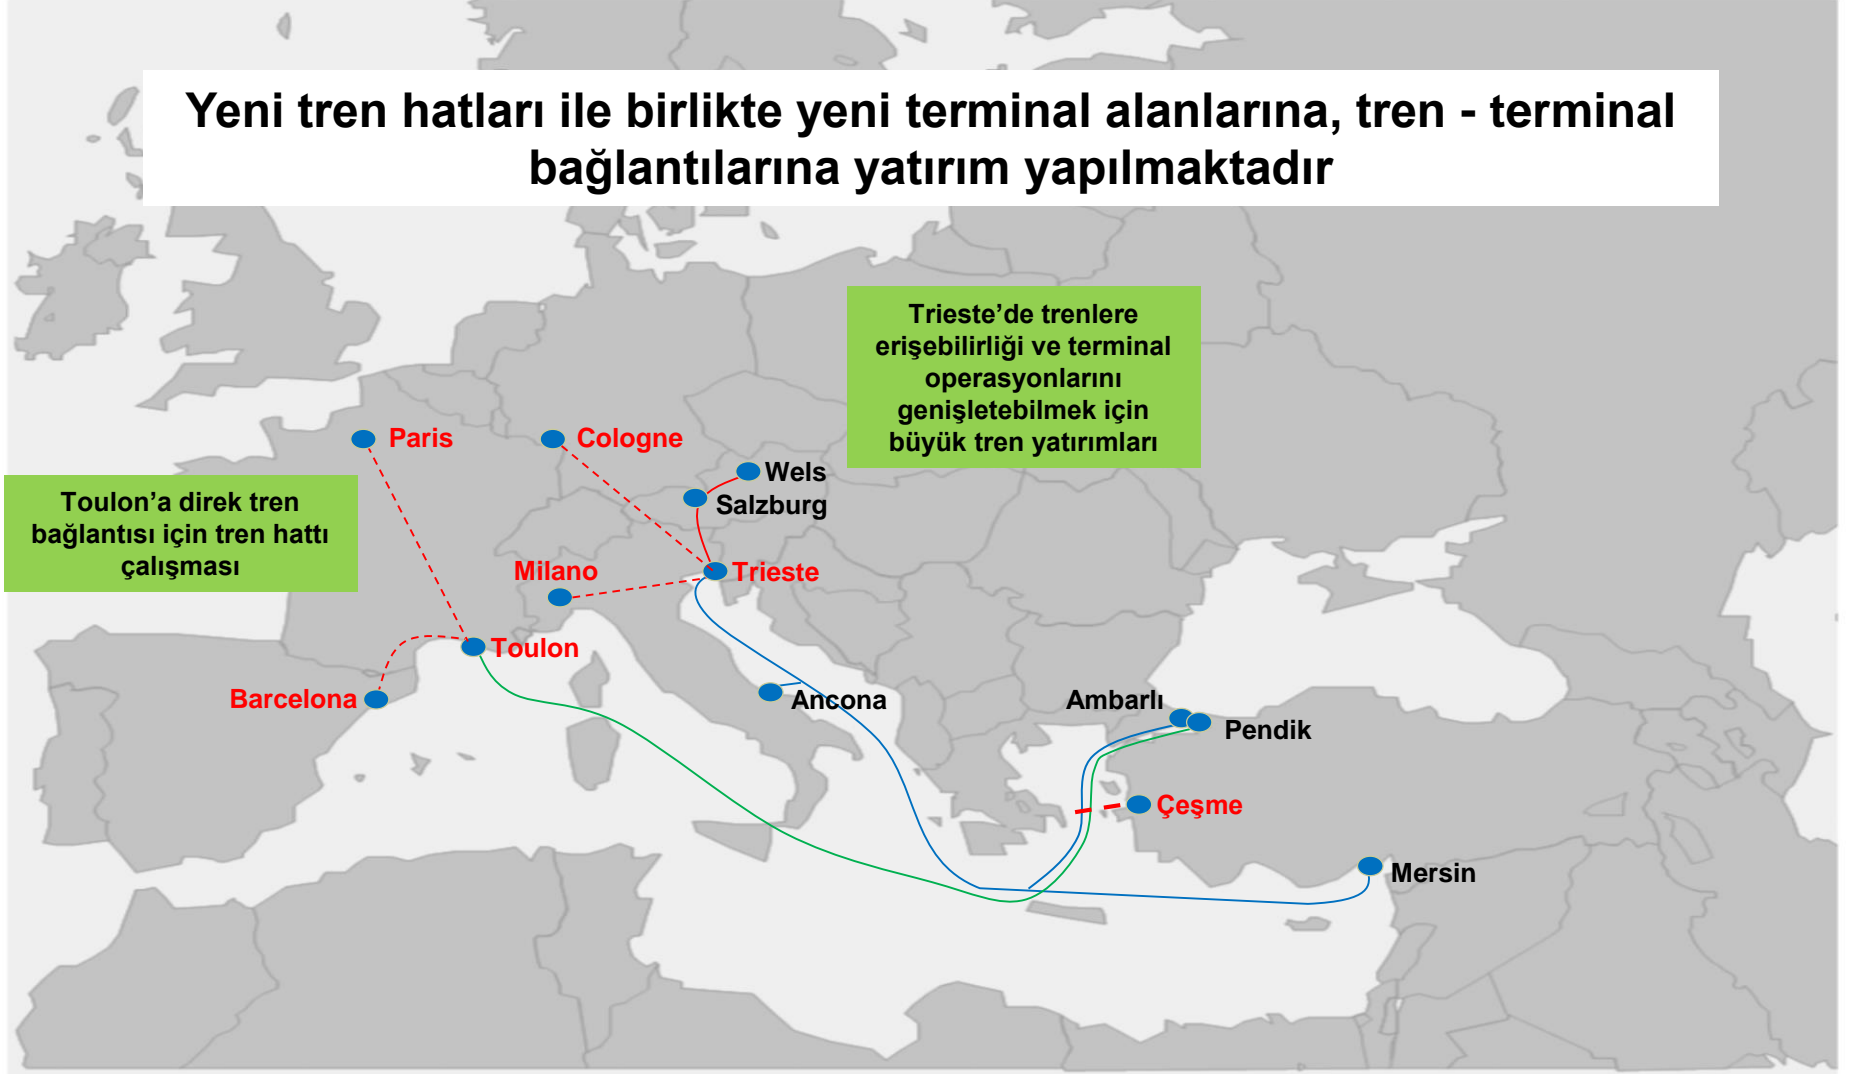 Yeni tren hatları ile birlikte yeni terminal alanlarına, tren - terminal
bağlantılarına yatırım yapılmaktadır
Trieste’de trenlere
erişebilirliği ve terminal
operasyonlarını
genişletebilmek için
büyük tren yatırımları
Paris
Cologne
Wels
Salzburg
Toulon’a direk tren
bağlantısı için tren hattı
çalışması
Milano
Trieste
Toulon
Barcelona
Ancona
Ambarlı
Pendik
Çeşme
Mersin